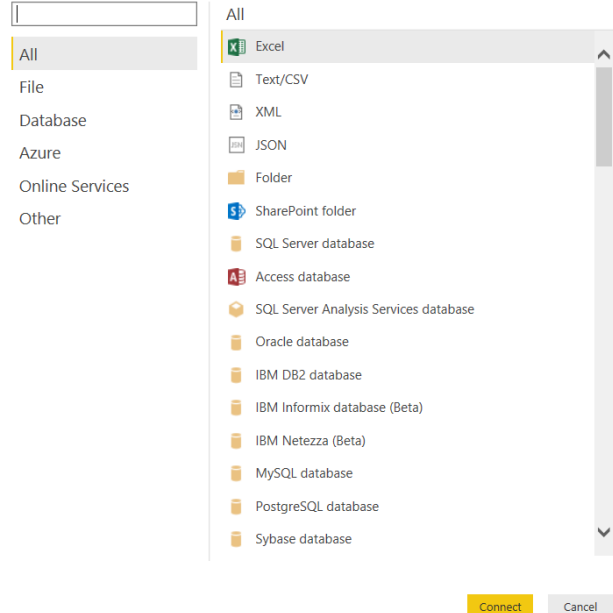 All
File
Database
Azure
Online Services
Other
All
Excel
Text/CSV
XML
JSON
Folder
SharePoint folder
SQL Server database
Access database
SQL Server Analysis Services database
Oracle database
IBM DB2 database
IBM Informix database (Beta)
IBM Netezza (Beta)
MySQL database
PostgreSQL database
Sybase database
Connect
Cancel